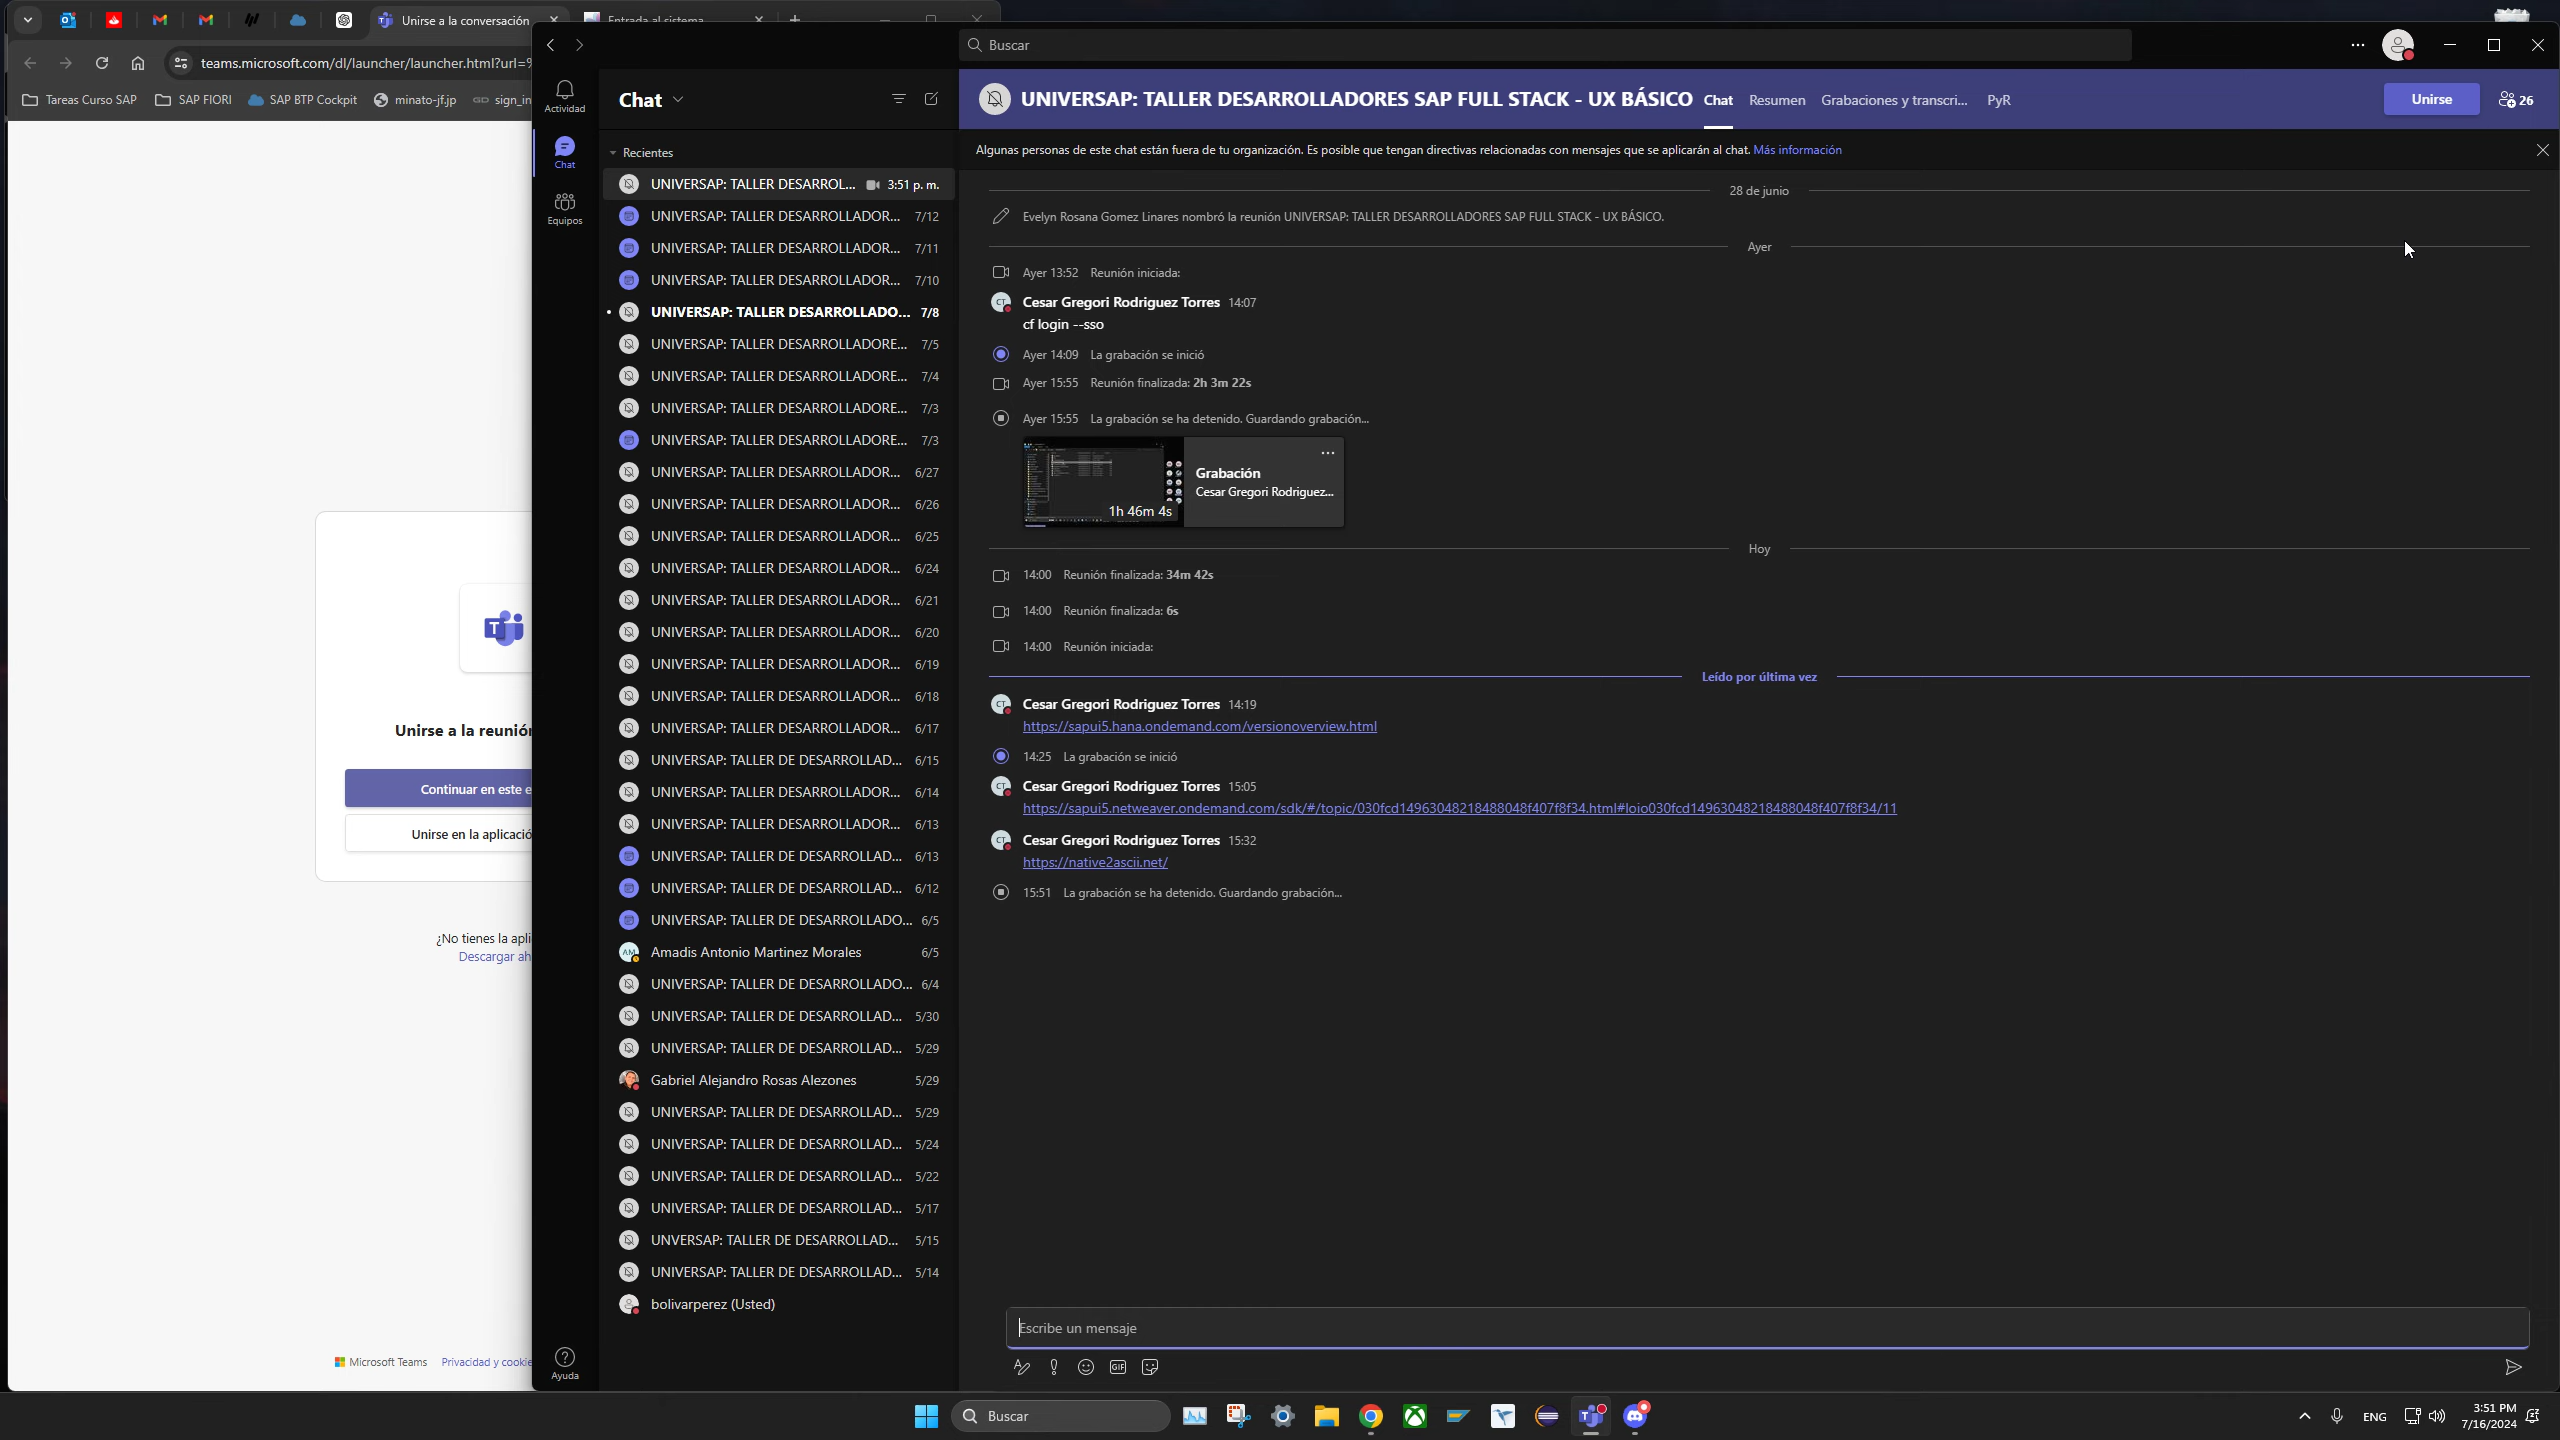 Unirse a la conversación
Entrada al sistema
teams.microsoft.com/dl/launcher/launcher.html?url=%
Tareas Curso SAP
SAP FIORI
SAP BTP Cockpit
minato-jf.jp
sign_in
Unirse a la reunión
Continuar en este e
Unirse en la aplicació
¿No tienes la apli
Descargar ah
Microsoft Teams
Privacidad y cookie
Buscar
Actividad
Chat
Equipos
Ayuda
Chat
Recientes
UNIVERSAP: TALLER DESARROL... 3:51 p. m.
UNIVERSAP: TALLER DESARROLLADOR... 7/12
UNIVERSAP: TALLER DESARROLLADOR... 7/11
UNIVERSAP: TALLER DESARROLLADOR... 7/10
UNIVERSAP: TALLER DESARROLLADO... 7/8
UNIVERSAP: TALLER DESARROLLADORE... 7/5
UNIVERSAP: TALLER DESARROLLADORE... 7/4
UNIVERSAP: TALLER DESARROLLADORE... 7/3
UNIVERSAP: TALLER DESARROLLADORE... 7/3
UNIVERSAP: TALLER DESARROLLADOR... 6/27
UNIVERSAP: TALLER DESARROLLADOR... 6/26
UNIVERSAP: TALLER DESARROLLADOR... 6/25
UNIVERSAP: TALLER DESARROLLADOR... 6/24
UNIVERSAP: TALLER DESARROLLADOR... 6/21
UNIVERSAP: TALLER DESARROLLADOR... 6/20
UNIVERSAP: TALLER DESARROLLADOR... 6/19
UNIVERSAP: TALLER DESARROLLADOR... 6/18
UNIVERSAP: TALLER DESARROLLADOR... 6/17
UNIVERSAP: TALLER DE DESARROLLAD... 6/15
UNIVERSAP: TALLER DESARROLLADOR... 6/14
UNIVERSAP: TALLER DESARROLLADOR... 6/13
UNIVERSAP: TALLER DE DESARROLLAD... 6/13
UNIVERSAP: TALLER DE DESARROLLAD... 6/12
UNIVERSAP: TALLER DE DESARROLLADO... 6/5
AM Amadis Antonio Martinez Morales 6/5
UNIVERSAP: TALLER DE DESARROLLADO... 6/4
UNIVERSAP: TALLER DE DESARROLLAD... 5/30
UNIVERSAP: TALLER DE DESARROLLAD... 5/29
Gabriel Alejandro Rosas Alezones 5/29
UNIVERSAP: TALLER DE DESARROLLAD... 5/29
UNIVERSAP: TALLER DE DESARROLLAD... 5/24
UNIVERSAP: TALLER DE DESARROLLAD... 5/22
UNIVERSAP: TALLER DE DESARROLLAD... 5/17
UNVERSAP: TALLER DE DESARROLLAD... 5/15
UNIVERSAP: TALLER DE DESARROLLAD... 5/14
bolivarperez (Usted)
UNIVERSAP: TALLER DESARROLLADORES SAP FULL STACK - UX BÁSICO Chat Resumen Grabaciones y transcri... PyR Unirse 26
Algunas personas de este chat están fuera de tu organización. Es posible que tengan directivas relacionadas con mensajes que se aplicarán al chat. Más información
28 de junio
Evelyn Rosana Gomez Linares nombró la reunión UNIVERSAP: TALLER DESARROLLADORES SAP FULL STACK - UX BÁSICO.
Ayer
Ayer 13:52 Reunión iniciada:
CT Cesar Gregori Rodriguez Torres 14:07
cf login --sso
Ayer 14:09 La grabación se inició
Ayer 15:55 Reunión finalizada: 2h 3m 22s
Ayer 15:55 La grabación se ha detenido. Guardando grabación...
Grabación
Cesar Gregori Rodriguez...
1h 46m 4s
Hoy
14:00 Reunión finalizada: 34m 42s
14:00 Reunión finalizada: 6s
14:00 Reunión iniciada:
Leído por última vez
CT Cesar Gregori Rodriguez Torres 14:19
https://sapui5.hana.ondemand.com/versionoverview.html
14:25 La grabación se inició
CT Cesar Gregori Rodriguez Torres 15:05
https://sapui5.netweaver.ondemand.com/sdk/#/topic/030fcd14963048218488048f407f8f34.html#loio030fcd14963048218488048f407f8f34/11
CT Cesar Gregori Rodriguez Torres 15:32
https://native2ascii.net/
15:51 La grabación se ha detenido. Guardando grabación...
Escribe un mensaje
GIF
Buscar
ENG
3:51 PM
7/16/2024